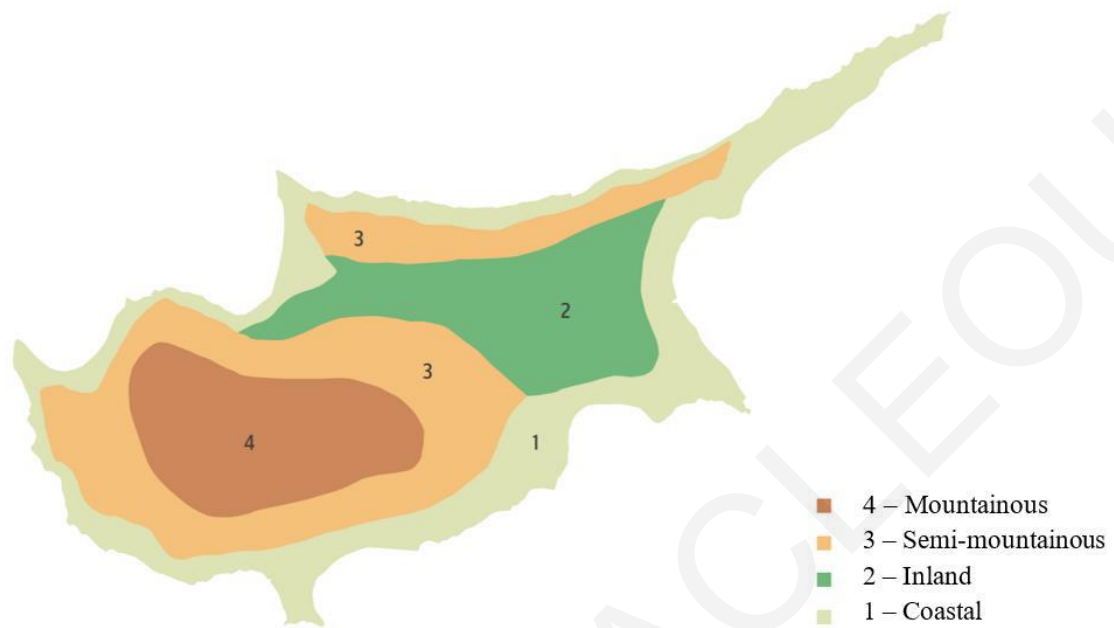 3
2
3
4
1
4 – Mountainous
3 – Semi-mountainous
2 – Inland
1 – Coastal